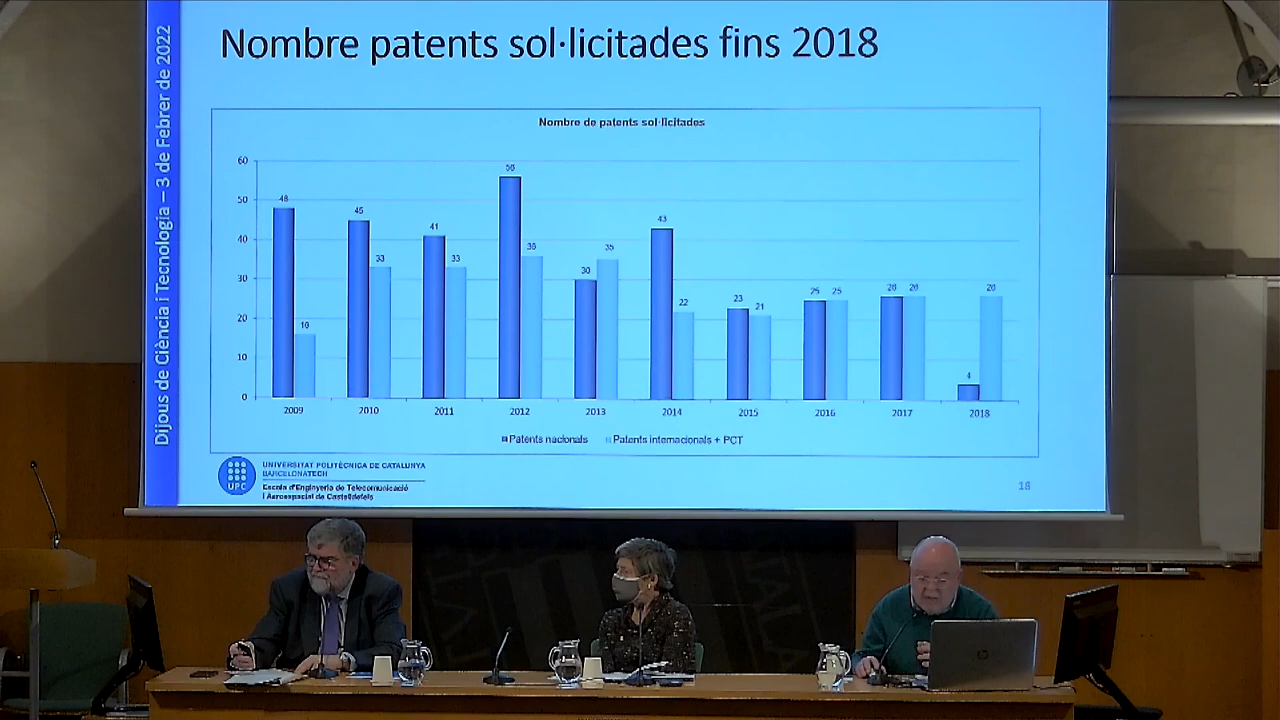 Dijous de Ciència i Tecnologia – 3 de Febrer de 2022
Nombre patents sol·licitades fins 2018
Nombre de patents sol·licitades
60
50
40
30
20
10
0
48 16
45 33
41 33
56 36
30 35
43 22
23 21
25 25
26 26
4 26
2009 2010 2011 2012 2013 2014 2015 2016 2017 2018
Patents nacionals Patents internacionals + PCT
UPC
UNIVERSITAT POLITÈCNICA DE CATALUNYA
BARCELONATECH
Escola d'Enginyeria de Telecomunicació
i Aeroespacial de Castelldefels
18